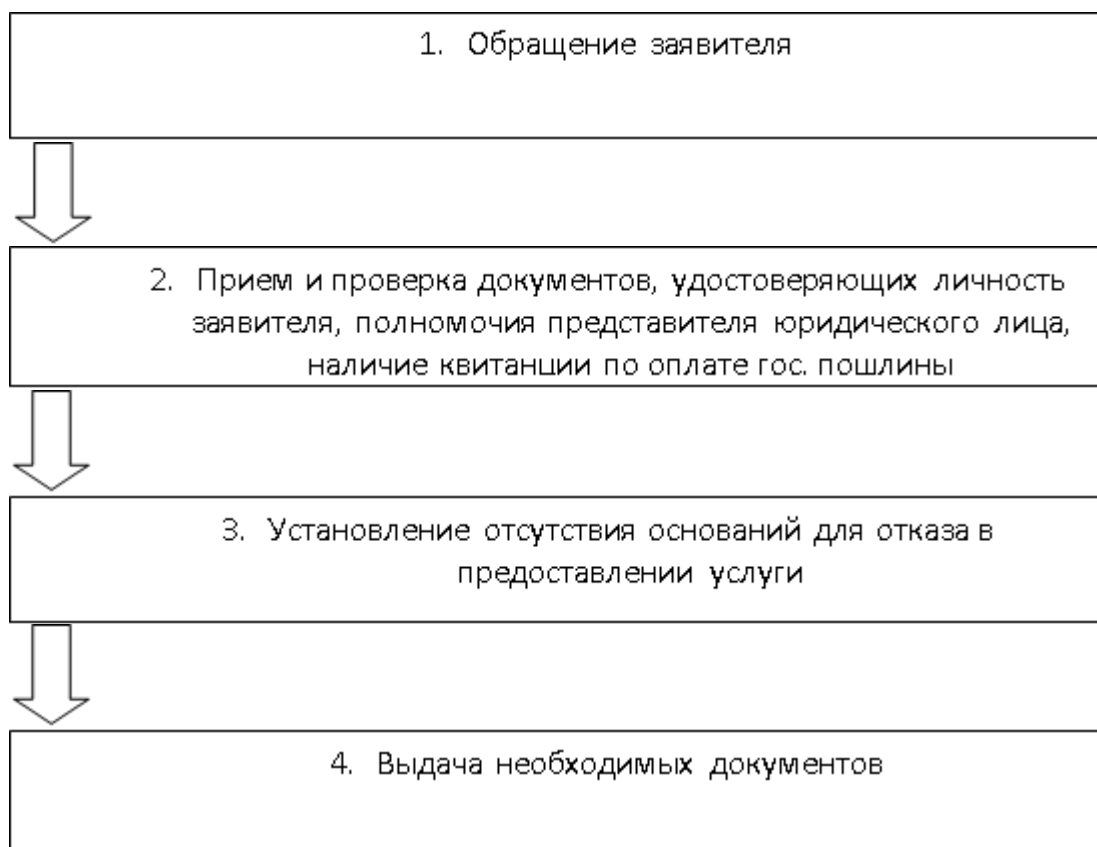 1. Обращение заявителя
2. Прием и проверка документов, удостоверяющих личность
заявителя, полномочия представителя юридического лица,
наличие квитанции по оплате гос. пошлины
3. Установление отсутствия оснований для отказа в
предоставлении услуги
4. Выдача необходимых документов